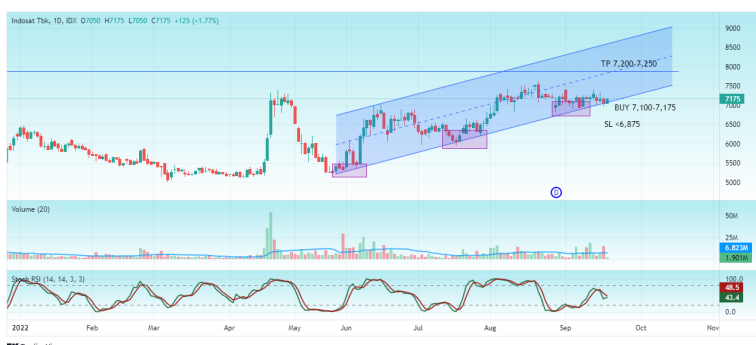 Indosat Tbk, 1D, IDX O7050 H7175 L7050 C7175 +125 (+1.77%)
9000
8500
8000
TP 7,200-7,250
7500
7175
7000
BUY 7,100-7,175
SL <6,875
6500
6000
5500
5000
D
Volume (20)
50M
25M
6.823M
1.901M
Stoch RSI (14, 14, 3, 3)
100.0
48.5
43.4
0.0
2022 Feb Mar Apr May Jun Jul Aug Sep Oct Nov